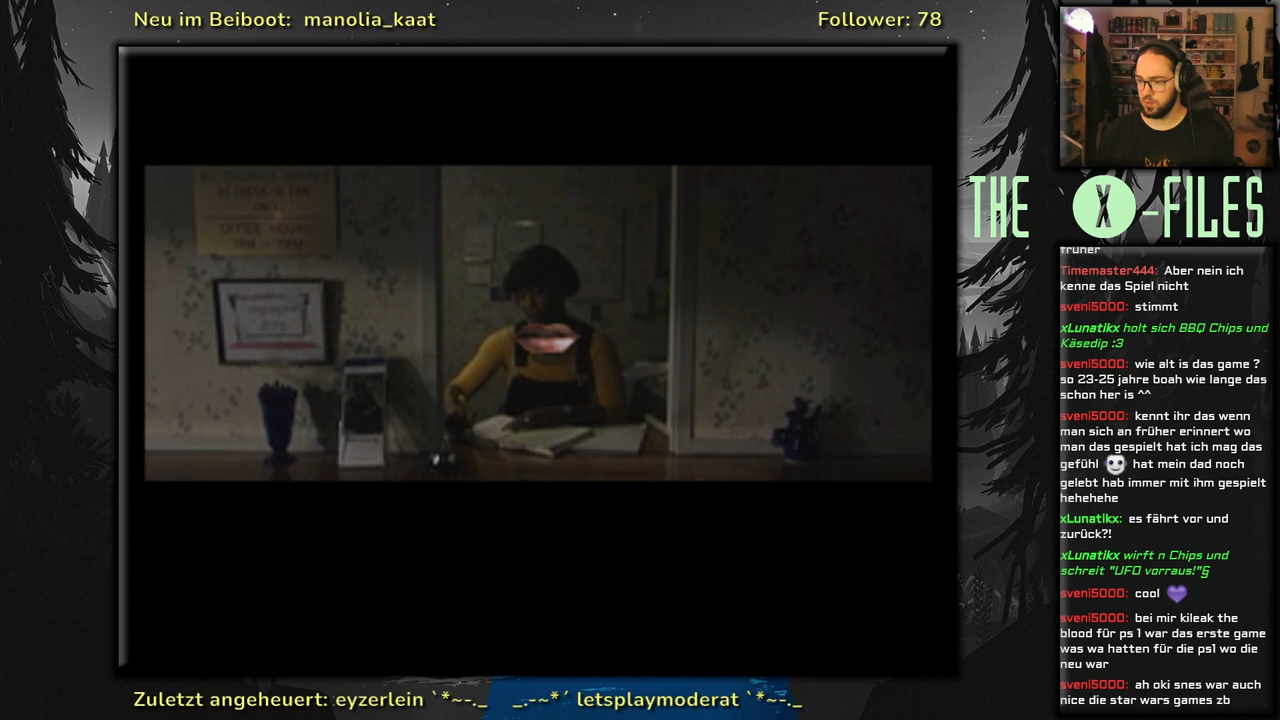 Neu im Beiboot: manolia_kaat
Follower: 78
OFFICE HOURS
THE X-FILES
früher
Timemaster444: Aber nein ich
kenne das Spiel nicht
sveni5000: stimmt
xLunatikx holt sich BBQ Chips und
Käsedip :3
sveni5000: wie alt is das game ?
so 23-25 jahre boah wie lange das
schon her is ^^
sveni5000: kennt ihr das wenn
man sich an früher erinnert wo
man das gespielt hat ich mag das
gefühl hat mein dad noch
gelebt hab immer mit ihm gespielt
hehehehe
xLunatikx: es fährt vor und
zurück?!
xLunatikx wirft n Chips und
schreit "UFO vorraus!"§
sveni5000: cool
sveni5000: bei mir kileak the
blood für ps 1 war das erste game
was wa hatten für die ps1 wo die
neu war
sveni5000: ah oki snes war auch
nice die star wars games zb
Zuletzt angeheuert: eyzerlein `*~-._ _.-~*´ letsplaymoderat `*~-._